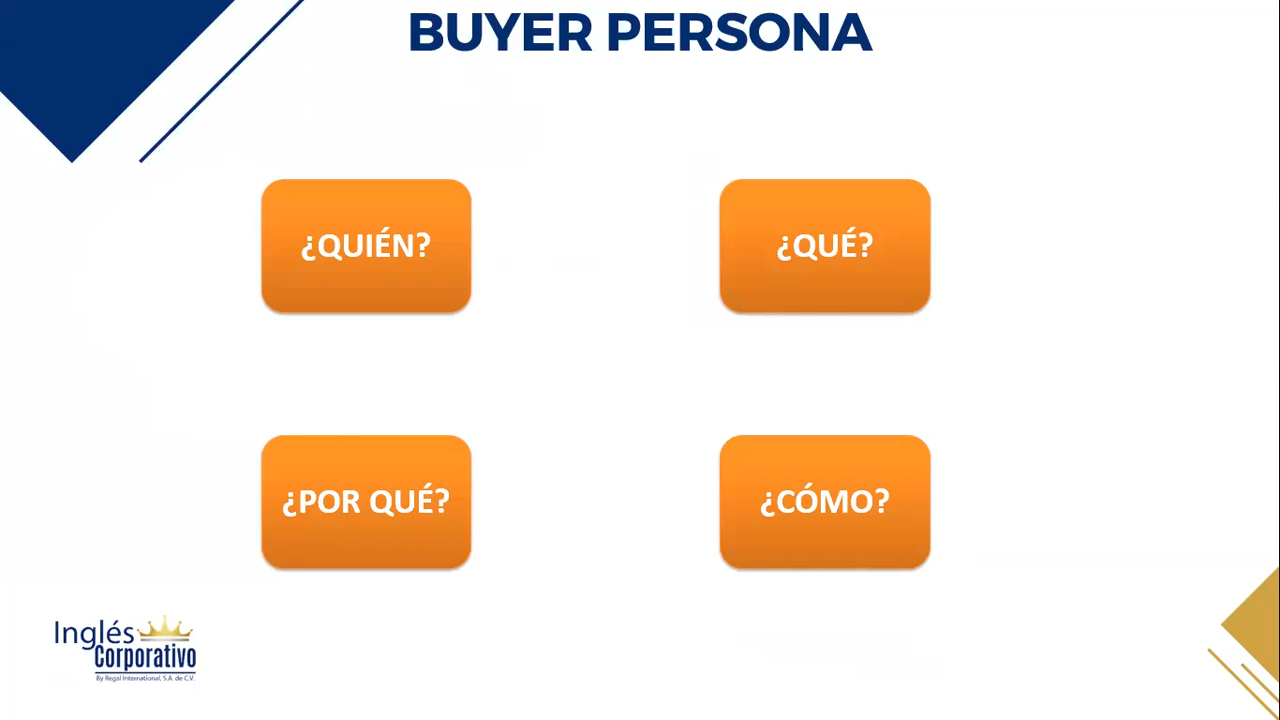 BUYER PERSONA
¿QUIÉN?
¿QUÉ?
¿POR QUÉ?
¿CÓMO?
Inglés
Corporativo
By Regal International, S.A. de C.V.